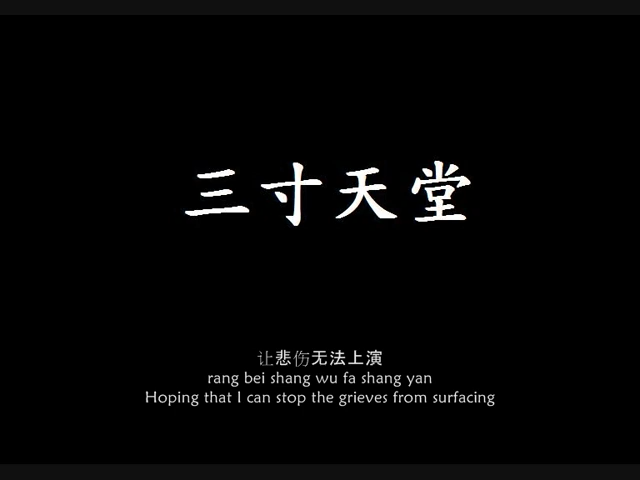 三寸天堂
让悲伤无法上演
rang bei shang wu fa shang yan
Hoping that I can stop the grieves from surfacing